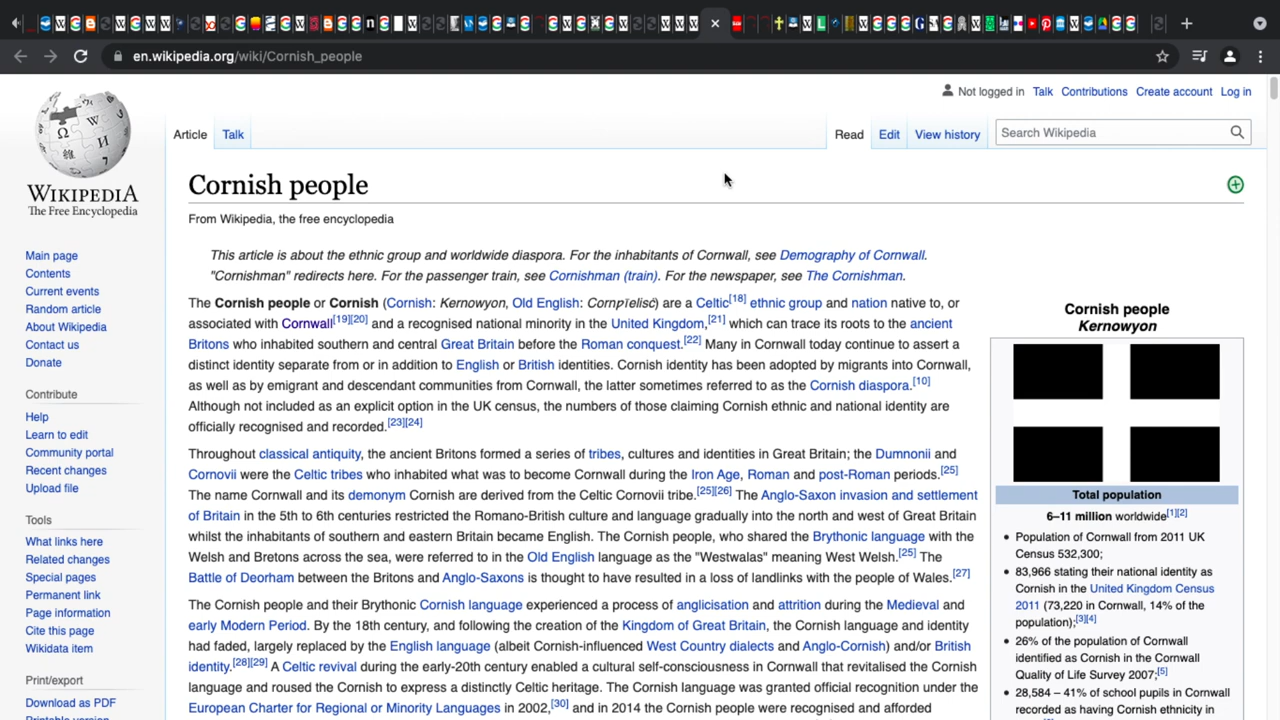 en.wikipedia.org/wiki/Cornish_people
Not logged in Talk Contributions Create account Log in
Article Talk Read Edit View history Search Wikipedia
WIKIPEDIA
The Free Encyclopedia
Main page
Contents
Current events
Random article
About Wikipedia
Contact us
Donate
Contribute
Help
Learn to edit
Community portal
Recent changes
Upload file
Tools
What links here
Related changes
Special pages
Permanent link
Page information
Cite this page
Wikidata item
Print/export
Download as PDF
Printable version
Cornish people
From Wikipedia, the free encyclopedia
This article is about the ethnic group and worldwide diaspora. For the inhabitants of Cornwall, see Demography of Cornwall.
"Cornishman" redirects here. For the passenger train, see Cornishman (train). For the newspaper, see The Cornishman.
The Cornish people or Cornish (Cornish: Kernowyon, Old English: Cornƿīelisċ) are a Celtic[18] ethnic group and nation native to, or
associated with Cornwall[19][20] and a recognised national minority in the United Kingdom,[21] which can trace its roots to the ancient
Britons who inhabited southern and central Great Britain before the Roman conquest.[22] Many in Cornwall today continue to assert a
distinct identity separate from or in addition to English or British identities. Cornish identity has been adopted by migrants into Cornwall,
as well as by emigrant and descendant communities from Cornwall, the latter sometimes referred to as the Cornish diaspora.[10]
Although not included as an explicit option in the UK census, the numbers of those claiming Cornish ethnic and national identity are
officially recognised and recorded.[23][24]
Throughout classical antiquity, the ancient Britons formed a series of tribes, cultures and identities in Great Britain; the Dumnonii and
Cornovii were the Celtic tribes who inhabited what was to become Cornwall during the Iron Age, Roman and post-Roman periods.[25]
The name Cornwall and its demonym Cornish are derived from the Celtic Cornovii tribe.[25][26] The Anglo-Saxon invasion and settlement
of Britain in the 5th to 6th centuries restricted the Romano-British culture and language gradually into the north and west of Great Britain
whilst the inhabitants of southern and eastern Britain became English. The Cornish people, who shared the Brythonic language with the
Welsh and Bretons across the sea, were referred to in the Old English language as the "Westwalas" meaning West Welsh.[25] The
Battle of Deorham between the Britons and Anglo-Saxons is thought to have resulted in a loss of landlinks with the people of Wales.[27]
The Cornish people and their Brythonic Cornish language experienced a process of anglicisation and attrition during the Medieval and
early Modern Period. By the 18th century, and following the creation of the Kingdom of Great Britain, the Cornish language and identity
had faded, largely replaced by the English language (albeit Cornish-influenced West Country dialects and Anglo-Cornish) and/or British
identity.[28][29] A Celtic revival during the early-20th century enabled a cultural self-consciousness in Cornwall that revitalised the Cornish
language and roused the Cornish to express a distinctly Celtic heritage. The Cornish language was granted official recognition under the
European Charter for Regional or Minority Languages in 2002,[30] and in 2014 the Cornish people were recognised and afforded
Cornish people
Kernowyon
Total population
6–11 million worldwide[1][2]
• Population of Cornwall from 2011 UK
Census 532,300;
• 83,966 stating their national identity as
Cornish in the United Kingdom Census
2011 (73,220 in Cornwall, 14% of the
population);[3][4]
• 26% of the population of Cornwall
identified as Cornish in the Cornwall
Quality of Life Survey 2007;[5]
• 28,584 – 41% of school pupils in Cornwall
recorded as having Cornish ethnicity in